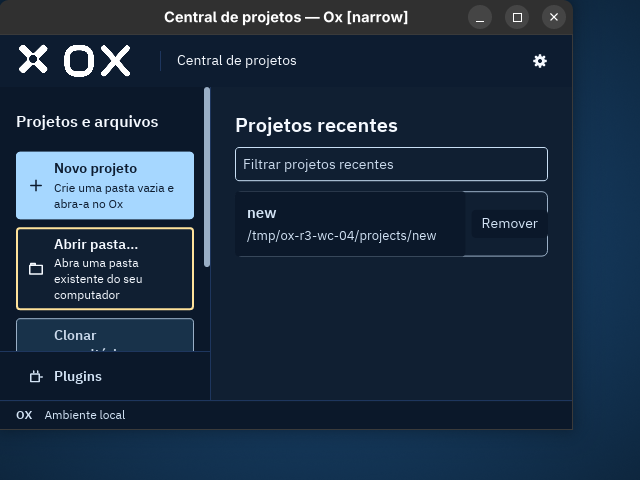 Central de projetos — Ox [narrow]
OX
Central de projetos
Projetos e arquivos
Novo projeto
Crie uma pasta vazia e
abra-a no Ox
Abrir pasta...
Abra uma pasta
existente do seu
computador
Clonar
Plugins
Projetos recentes
Filtrar projetos recentes
new
/tmp/ox-r3-wc-04/projects/new
Remover
OX Ambiente local